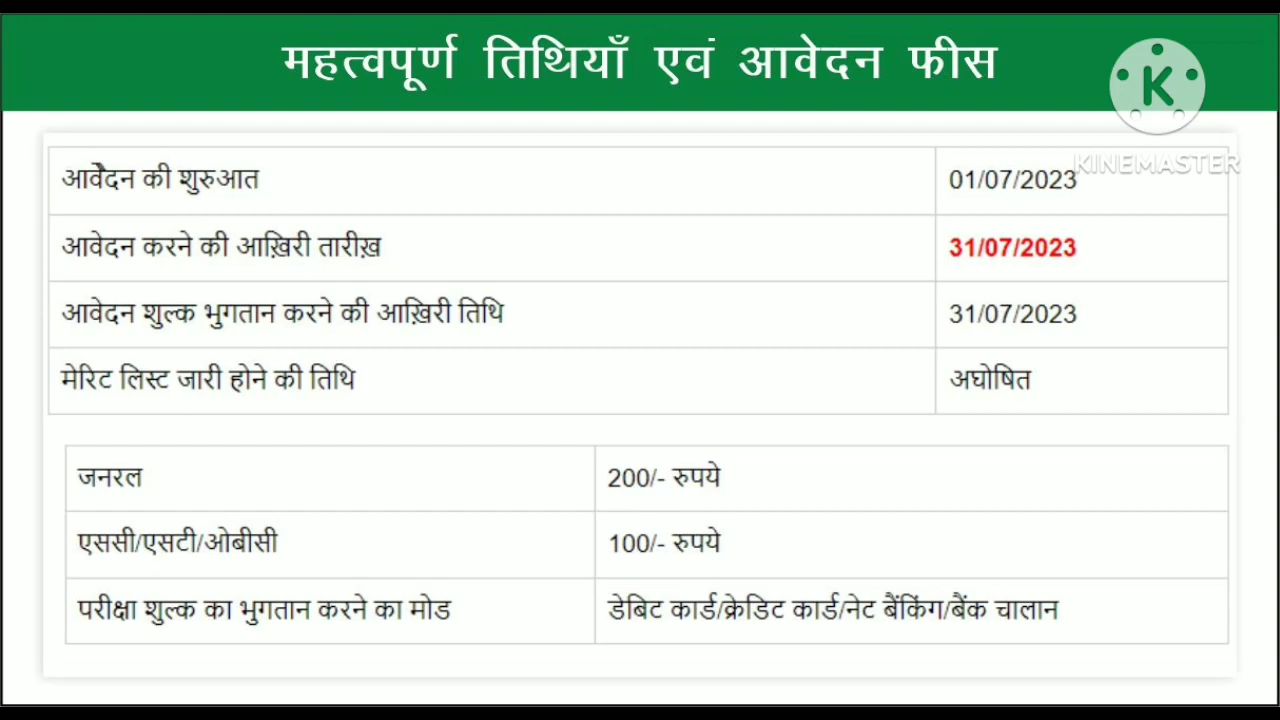 महत्वपूर्ण तिथियाँ एवं आवेदन फीस
K
KINEMASTER
आवेदन की शुरुआत 01/07/2023
आवेदन करने की आख़िरी तारीख़ 31/07/2023
आवेदन शुल्क भुगतान करने की आख़िरी तिथि 31/07/2023
मेरिट लिस्ट जारी होने की तिथि अघोषित
जनरल 200/- रुपये
एससी/एसटी/ओबीसी 100/- रुपये
परीक्षा शुल्क का भुगतान करने का मोड डेबिट कार्ड/क्रेडिट कार्ड/नेट बैंकिंग/बैंक चालान